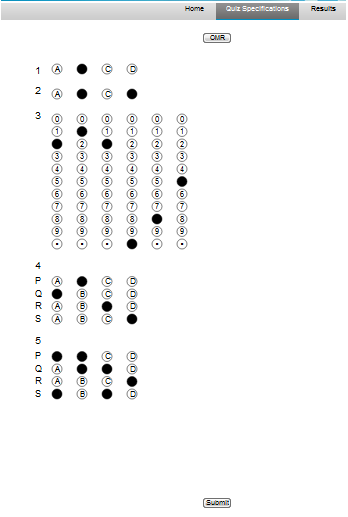 Home Quiz Specifications Results
OMR
1 A C D
2 A C
3 0 0 0 0 0 0
1 1 1 1 1
2 2 2 2
3 3 3 3 3 3
4 4 4 4 4 4
5 5 5 5 5
6 6 6 6 6 6
7 7 7 7 7 7
8 8 8 8 8
9 9 9 9 9 9
• • • • •
4
P A C D
Q B C D
R A B D
S A B C
5
P C D
Q A D
R A B C
S B D
Submit